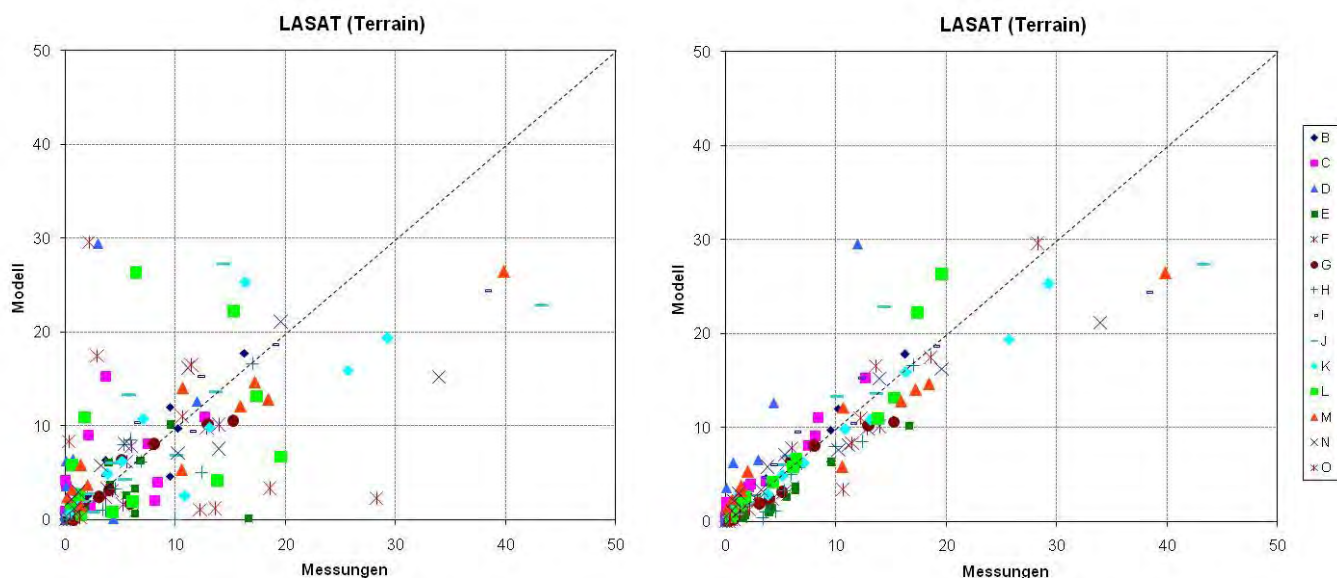 LASAT (Terrain)
50
40
30
20
10
0
Modell
0 10 20 30 40 50
Messungen
LASAT (Terrain)
50
40
30
20
10
0
Modell
0 10 20 30 40 50
Messungen
B
C
D
E
F
G
H
I
J
K
L
M
N
O